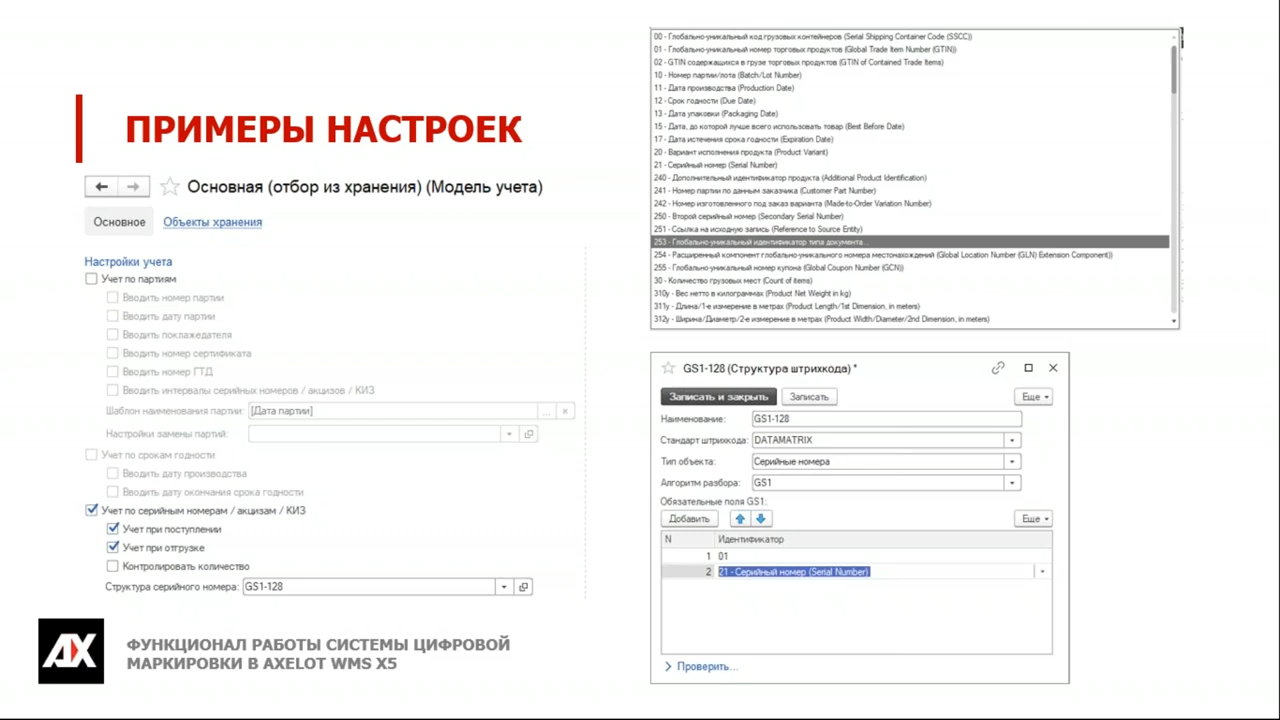 ПРИМЕРЫ НАСТРОЕК
Основная (отбор из хранения) (Модель учета)
Основное Объекты хранения
Настройки учета
Учет по партиям
Вводить номер партии
Вводить дату партии
Вводить поклажедателя
Вводить номер сертификата
Вводить номер ГТД
Вводить интервалы серийных номеров / акцизов / КИЗ
Шаблон наименования партии: [Дата партии] ... ×
Настройки замены партий:
Учет по срокам годности
Вводить дату производства
Вводить дату окончания срока годности
Учет по серийным номерам / акцизам / КИЗ
Учет при поступлении
Учет при отгрузке
Контролировать количество
Структура серийного номера: GS1-128
AX
ФУНКЦИОНАЛ РАБОТЫ СИСТЕМЫ ЦИФРОВОЙ
МАРКИРОВКИ В AXELOT WMS X5
00 - Глобально-уникальный код грузовых контейнеров (Serial Shipping Container Code (SSCC))
01 - Глобально-уникальный номер торговых продуктов (Global Trade Item Number (GTIN))
02 - GTIN содержащихся в грузе торговых продуктов (GTIN of Contained Trade Items)
10 - Номер партии/лота (Batch/Lot Number)
11 - Дата производства (Production Date)
12 - Срок годности (Due Date)
13 - Дата упаковки (Packaging Date)
15 - Дата, до которой лучше всего использовать товар (Best Before Date)
17 - Дата истечения срока годности (Expiration Date)
20 - Вариант исполнения продукта (Product Variant)
21 - Серийный номер (Serial Number)
240 - Дополнительный идентификатор продукта (Additional Product Identification)
241 - Номер партии по данным заказчика (Customer Part Number)
242 - Номер изготовленного под заказ варианта (Made-to-Order Variation Number)
250 - Второй серийный номер (Secondary Serial Number)
251 - Ссылка на исходную запись (Reference to Source Entity)
253 - Глобально-уникальный идентификатор типа документа...
254 - Расширенный компонент глобально-уникального номера местонахождений (Global Location Number (GLN) Extension Component))
255 - Глобально-уникальный номер купона (Global Coupon Number (GCN))
30 - Количество грузовых мест (Count of items)
310y - Вес нетто в килограммах (Product Net Weight in kg)
311y - Длина/1-е измерение в метрах (Product Length/1st Dimension, in meters)
312y - Ширина/Диаметр/2-е измерение в метрах (Product Width/Diameter/2nd Dimension, in meters)
GS1-128 (Структура штрихкода) *
Записать и закрыть Записать Еще
Наименование: GS1-128
Стандарт штрихкода: DATAMATRIX
Тип объекта: Серийные номера
Алгоритм разбора: GS1
Обязательные поля GS1:
Добавить Еще
N Идентификатор
1 01
2 21 - Серийный номер (Serial Number)
Проверить...